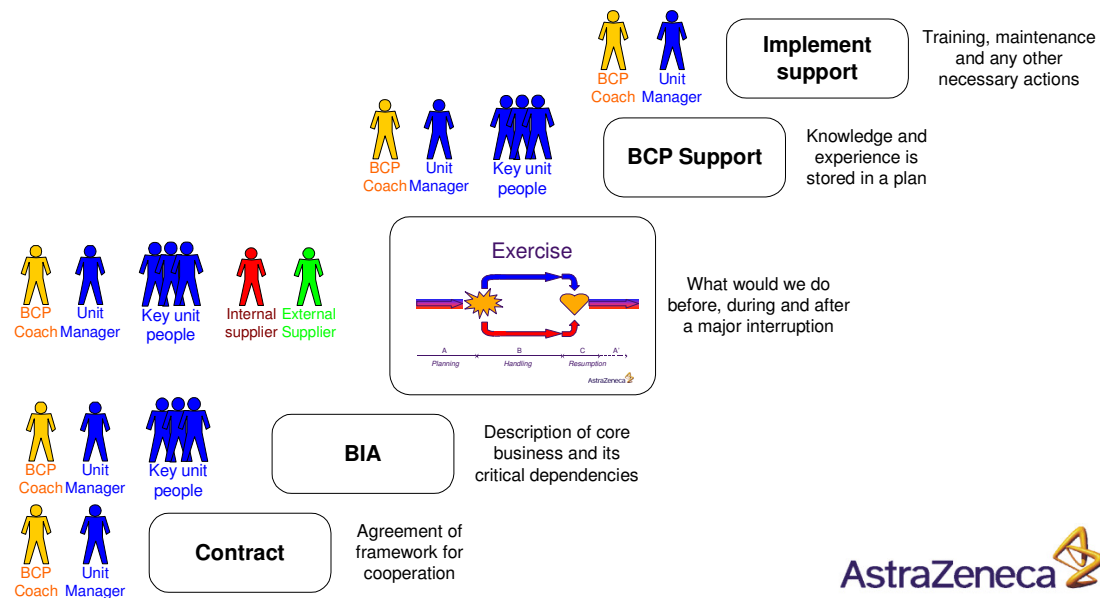 Implement
support
Training, maintenance
and any other
necessary actions
BCP
Coach
Unit
Manager
BCP Support
Knowledge and
experience is
stored in a plan
BCP
Coach
Unit
Manager
Key unit
people
Exercise
A
B
C
A'
Planning
Handling
Resumption
AstraZeneca
What would we do
before, during and after
a major interruption
BCP
Coach
Unit
Manager
Key unit
people
Internal
supplier
External
Supplier
BIA
Description of core
business and its
critical dependencies
BCP
Coach
Unit
Manager
Key unit
people
Contract
Agreement of
framework for
cooperation
BCP
Coach
Unit
Manager
AstraZeneca